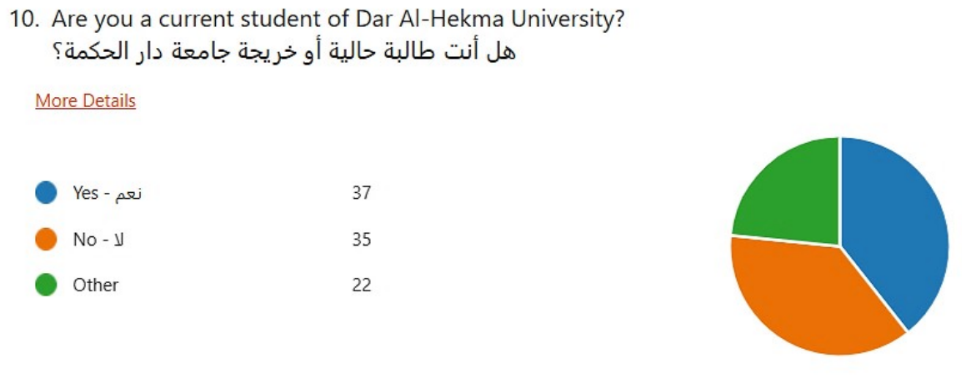 10. Are you a current student of Dar Al-Hekma University?
هل أنت طالبة حالية أو خريجة جامعة دار الحكمة؟
More Details
Yes - نعم 37
No - لا 35
Other 22